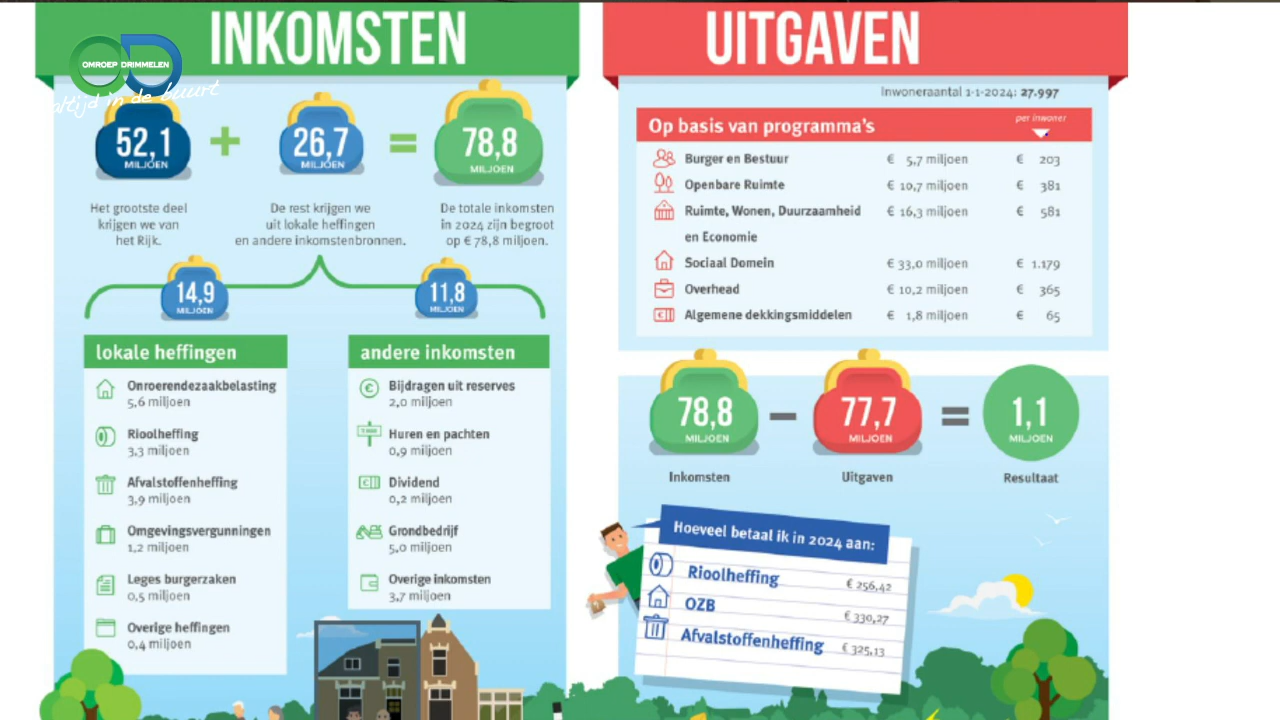 INKOMSTEN
OMROEP DRIMMELEN
altijd in de buurt
52,1
MILJOEN
+
26,7
MILJOEN
=
78,8
MILJOEN
Het grootste deel
krijgen we van
het Rijk.
De rest krijgen we
uit lokale heffingen
en andere inkomstenbronnen.
De totale inkomsten
in 2024 zijn begroot
op € 78,8 miljoen.
14,9
MILJOEN
11,8
MILJOEN
lokale heffingen
Onroerendezaakbelasting
5,6 miljoen
Rioolheffing
3,3 miljoen
Afvalstoffenheffing
3,9 miljoen
Omgevingsvergunningen
1,2 miljoen
Leges burgerzaken
0,5 miljoen
Overige heffingen
0,4 miljoen
andere inkomsten
Bijdragen uit reserves
2,0 miljoen
Huren en pachten
0,9 miljoen
Dividend
0,2 miljoen
Grondbedrijf
5,0 miljoen
Overige inkomsten
3,7 miljoen
UITGAVEN
Inwoneraantal 1-1-2024: 27.997
Op basis van programma's per inwoner
Burger en Bestuur € 5,7 miljoen € 203
Openbare Ruimte € 10,7 miljoen € 381
Ruimte, Wonen, Duurzaamheid € 16,3 miljoen € 581
en Economie
Sociaal Domein € 33,0 miljoen € 1.179
Overhead € 10,2 miljoen € 365
Algemene dekkingsmiddelen € 1,8 miljoen € 65
78,8
MILJOEN
–
77,7
MILJOEN
=
1,1
MILJOEN
Inkomsten
Uitgaven
Resultaat
Hoeveel betaal ik in 2024 aan:
Rioolheffing € 256,42
OZB € 330,27
Afvalstoffenheffing € 325,13